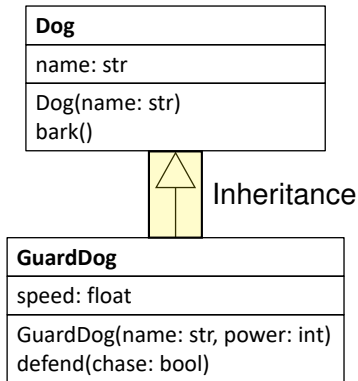 Dog
name: str
Dog(name: str)
bark()
Inheritance
GuardDog
speed: float
GuardDog(name: str, power: int)
defend(chase: bool)